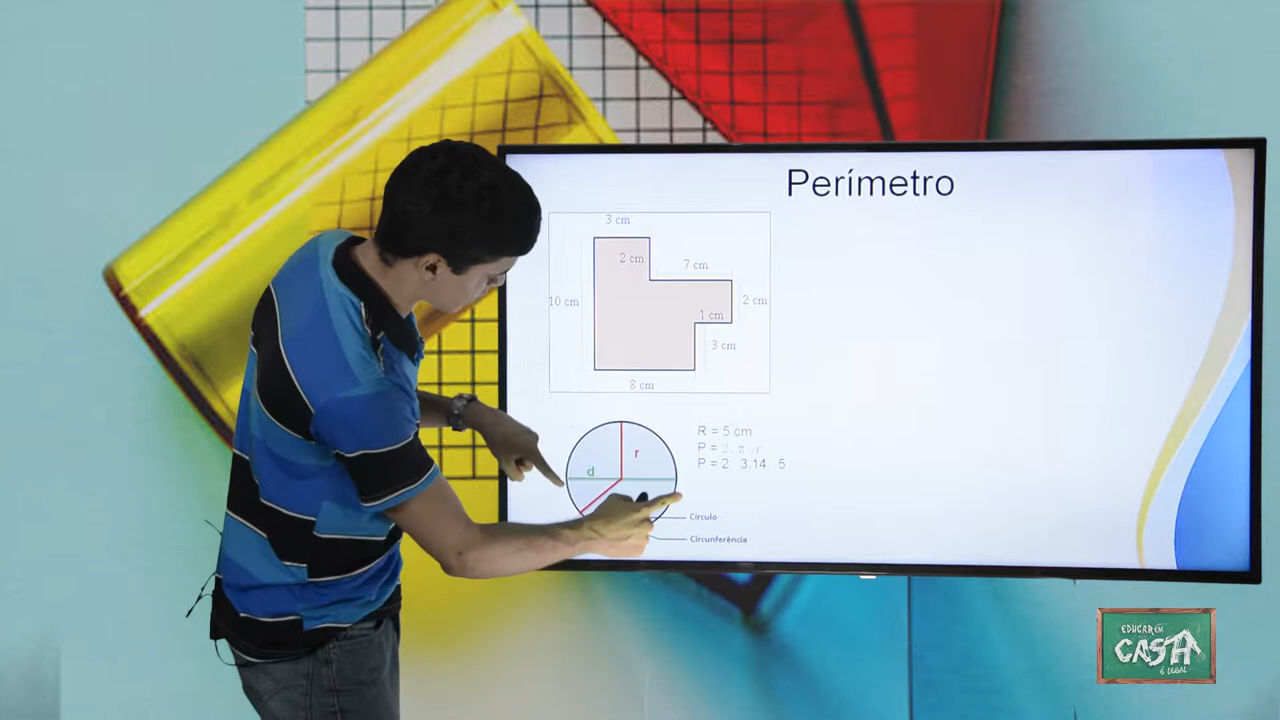 Perímetro
3 cm
2 cm
7 cm
10 cm
2 cm
1 cm
3 cm
8 cm
r
d
R = 5 cm
P = 2 . π . r
P = 2 3.14 5
Círculo
Circunferência
EDUCAR EM
CASA
É LEGAL